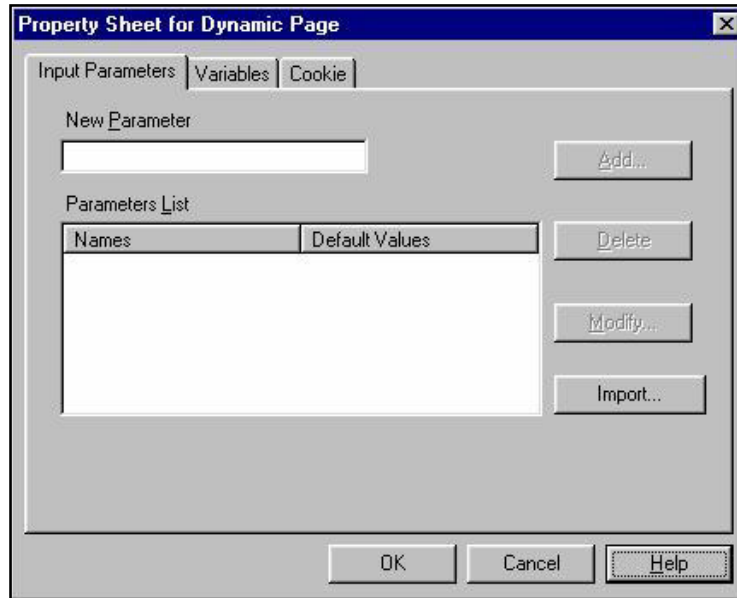 Property Sheet for Dynamic Page
Input Parameters Variables Cookie
New Parameter
Add...
Parameters List
Names Default Values
Delete
Modify...
Import...
OK Cancel Help